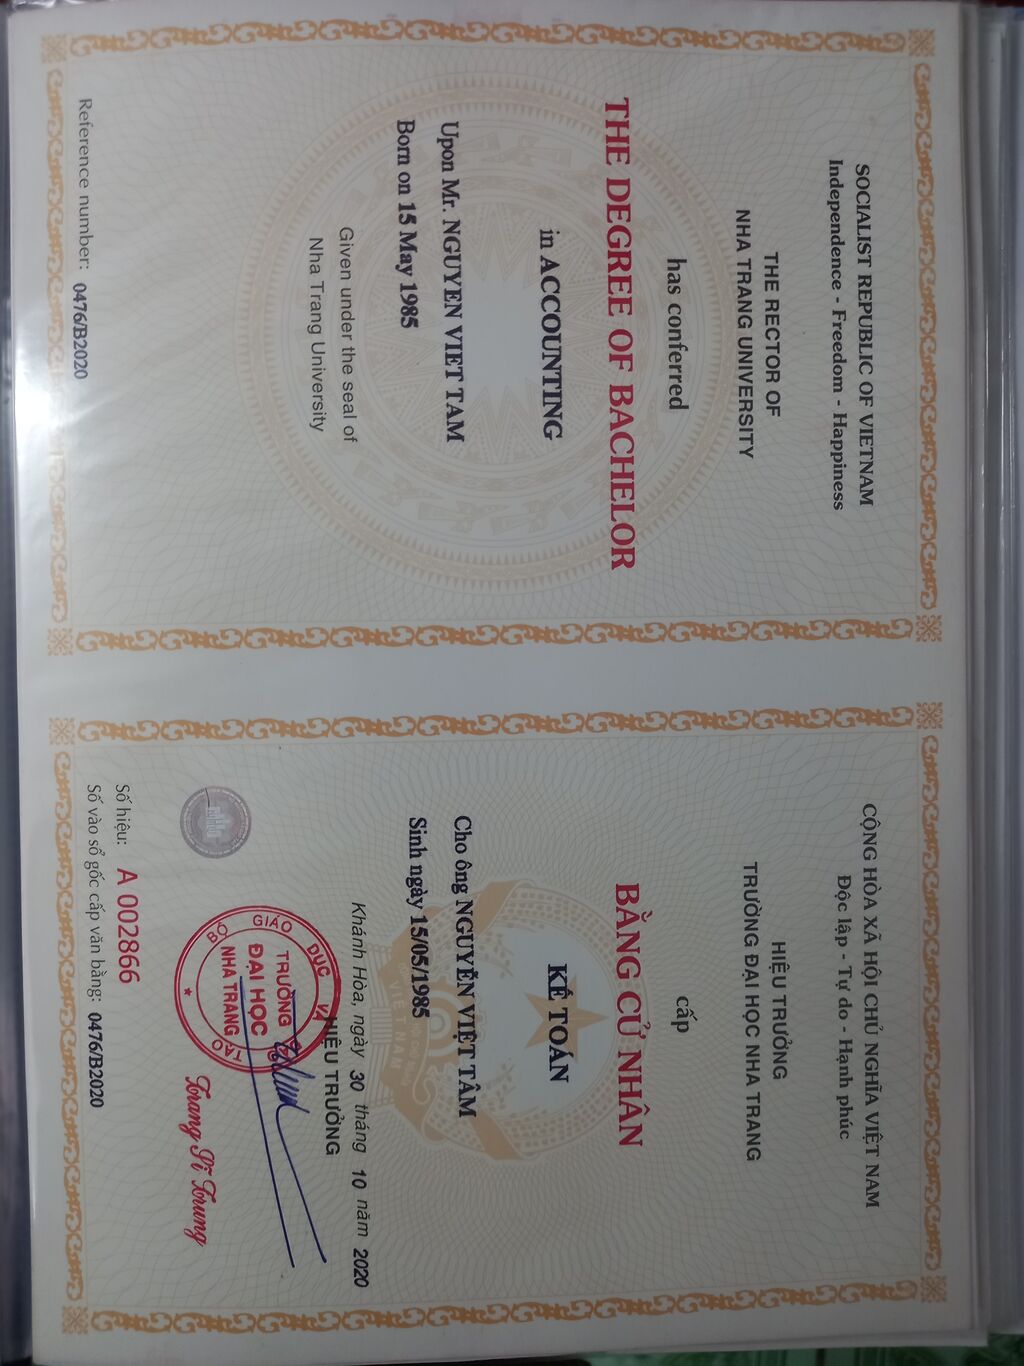 SOCIALIST REPUBLIC OF VIETNAM
Independence - Freedom - Happiness
THE RECTOR OF
NHA TRANG UNIVERSITY
has conferred
THE DEGREE OF BACHELOR
in ACCOUNTING
Upon Mr. NGUYEN VIET TAM
Born on 15 May 1985
Given under the seal of
Nha Trang University
Reference number: 0476/B2020
CỘNG HÒA XÃ HỘI CHỦ NGHĨA VIỆT NAM
Độc lập - Tự do - Hạnh phúc
HIỆU TRƯỞNG
TRƯỜNG ĐẠI HỌC NHA TRANG
cấp
BẰNG CỬ NHÂN
KẾ TOÁN
Cho ông NGUYỄN VIỆT TÂM
Sinh ngày 15/05/1985
Khánh Hòa, ngày 30 tháng 10 năm 2020
HIỆU TRƯỞNG
BỘ GIÁO DỤC VÀ
TẠO
TRƯỜNG
ĐẠI HỌC
NHA TRANG
Trang Sĩ Trung
Số hiệu: A 002866
Số vào sổ gốc cấp văn bằng: 0476/B2020
VIỆT NAM